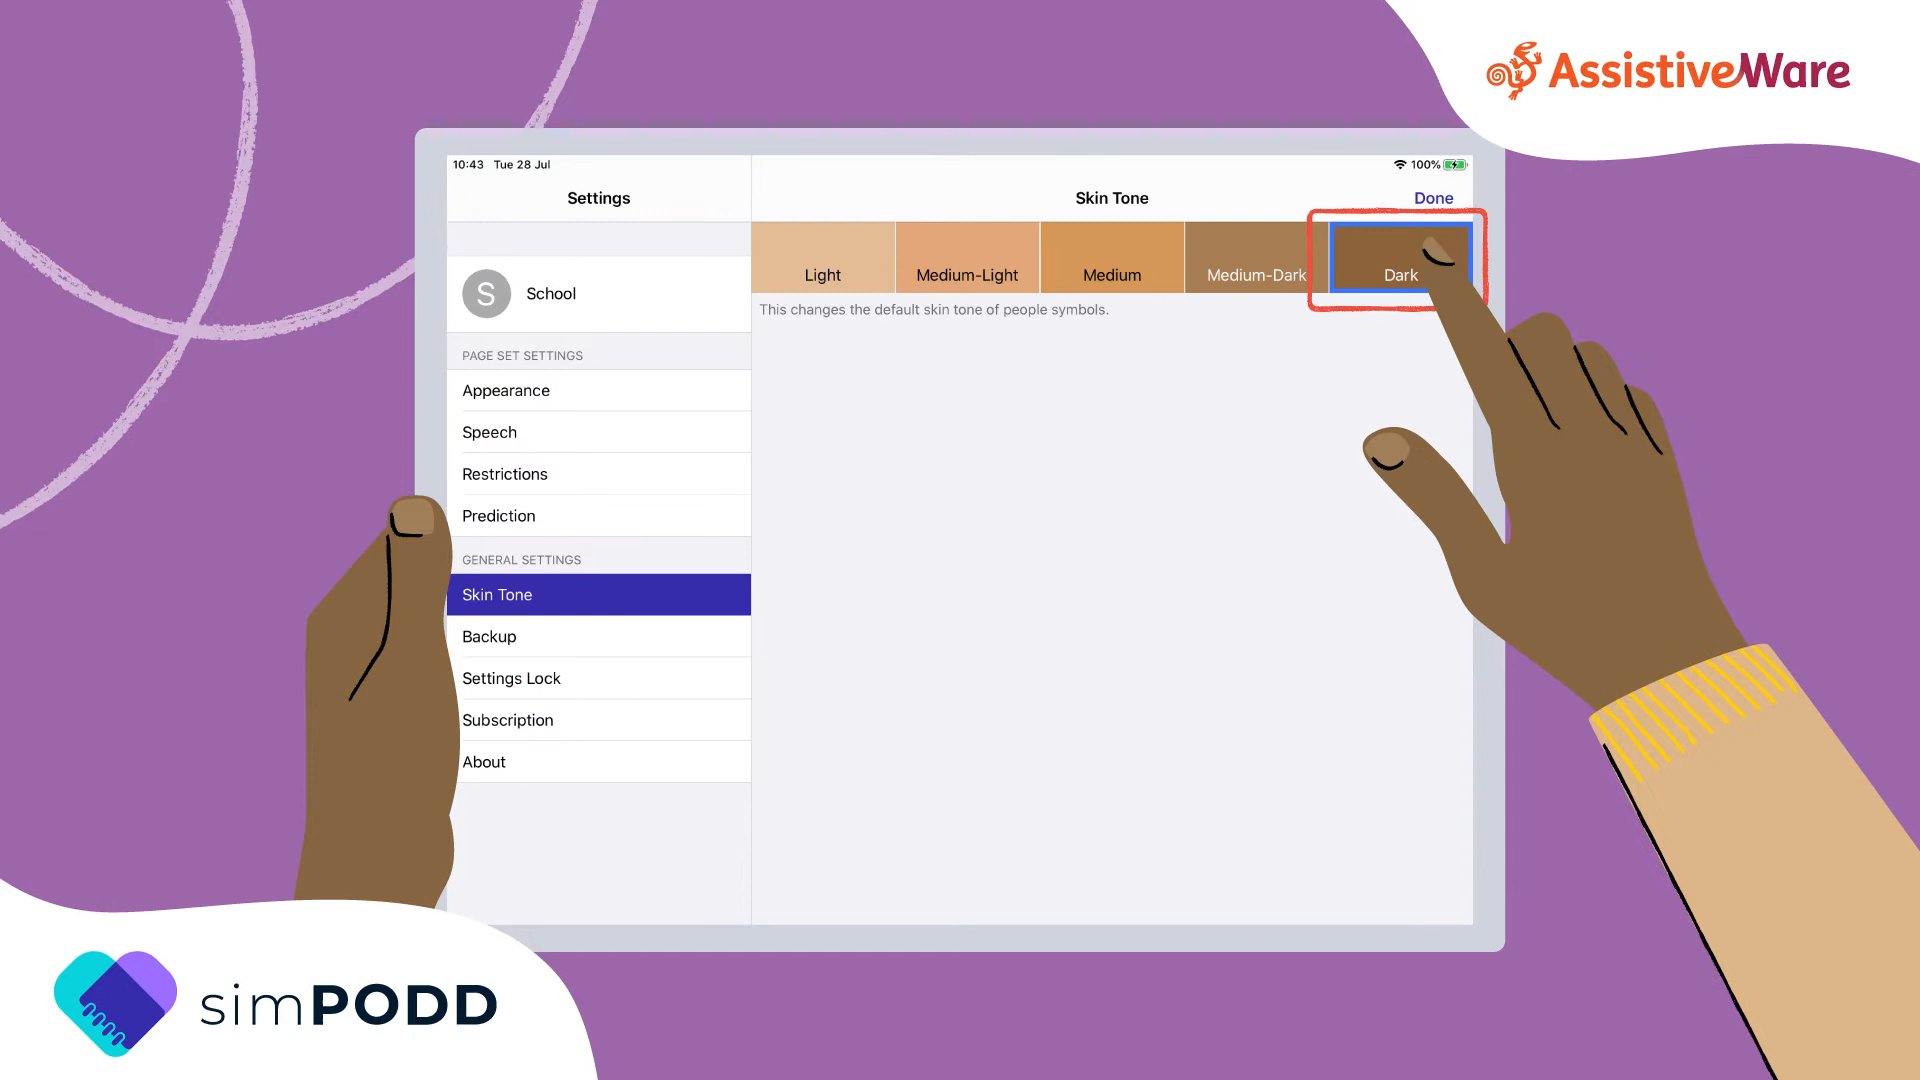 AssistiveWare
10:43 Tue 28 Jul
100%
Settings
Skin Tone
Done
S
School
Light
Medium-Light
Medium
Medium-Dark
Dark
This changes the default skin tone of people symbols.
PAGE SET SETTINGS
Appearance
Speech
Restrictions
Prediction
GENERAL SETTINGS
Skin Tone
Backup
Settings Lock
Subscription
About
simPODD